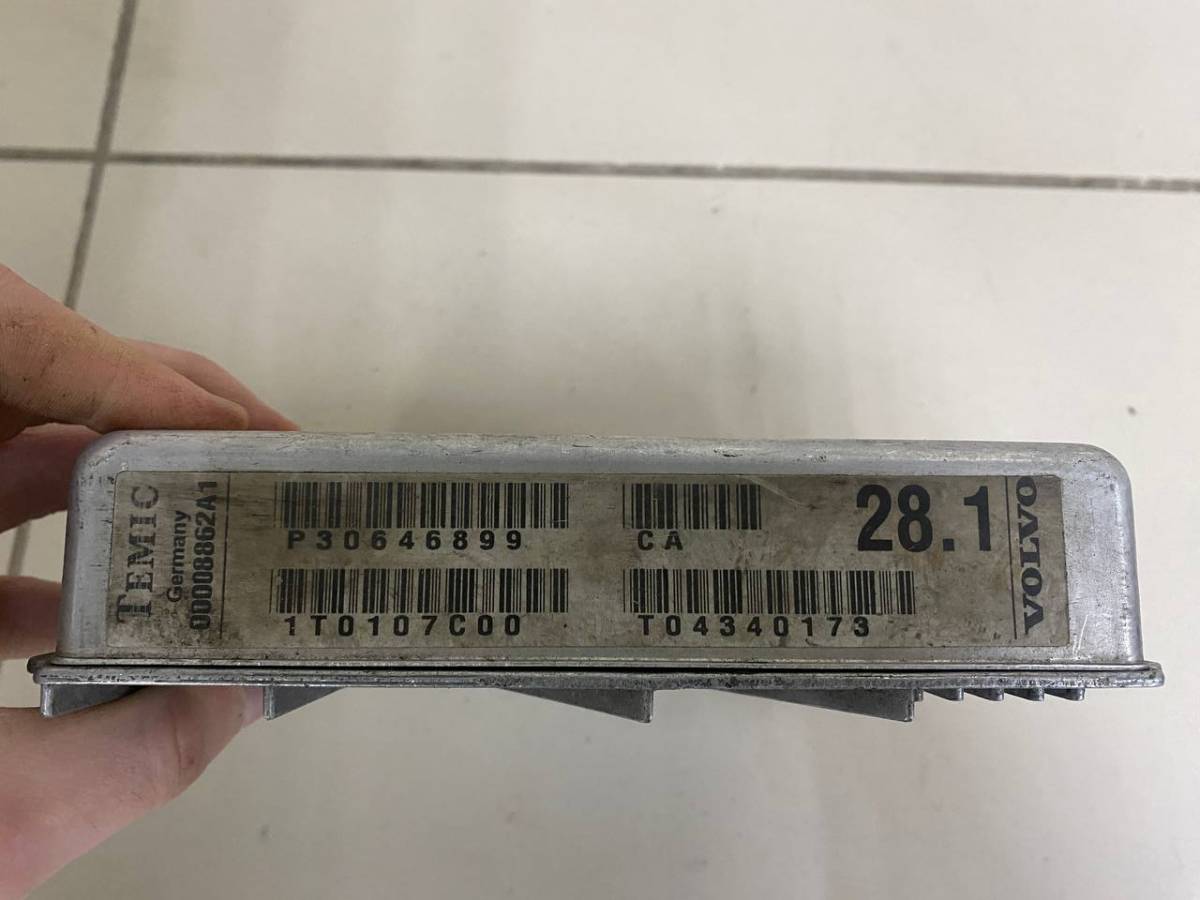 TEMIC
Germany
00008862A1
P30646899
CA
28.1
VOLVO
1T0107C00
T04340173